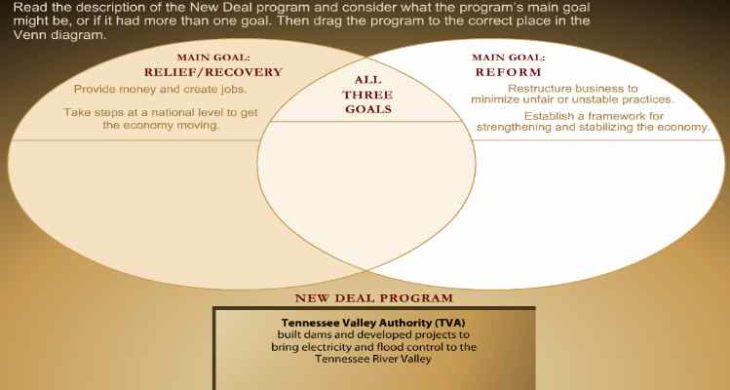 Read the description of the New Deal program and consider what the program's main goal
might be, or if it had more than one goal. Then drag the program to the correct place in the
Venn diagram.
MAIN GOAL:
RELIEF/RECOVERY
Provide money and create jobs.
Take steps at a national level to get
the economy moving.
ALL
THREE
GOALS
MAIN GOAL:
REFORM
Restructure business to
minimize unfair or unstable practices.
Establish a framework for
strengthening and stabilizing the economy.
NEW DEAL PROGRAM
Tennessee Valley Authority (TVA)
built dams and developed projects to
bring electricity and flood control to the
Tennessee River Valley